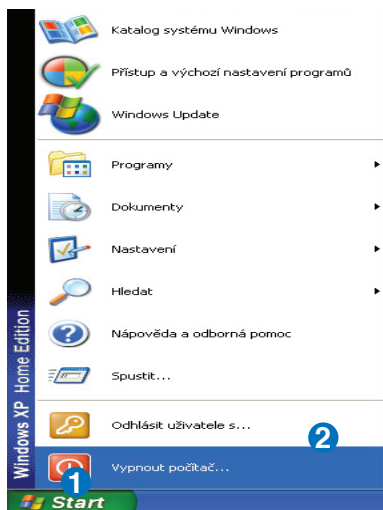 Katalog systému Windows
Přístup a výchozí nastavení programů
Windows Update
Programy
Dokumenty
Nastavení
Hledat
Nápověda a odborná pomoc
Spustit...
Odhlásit uživatele s...
2
Vypnout počítač...
1
Windows XP Home Edition
Start